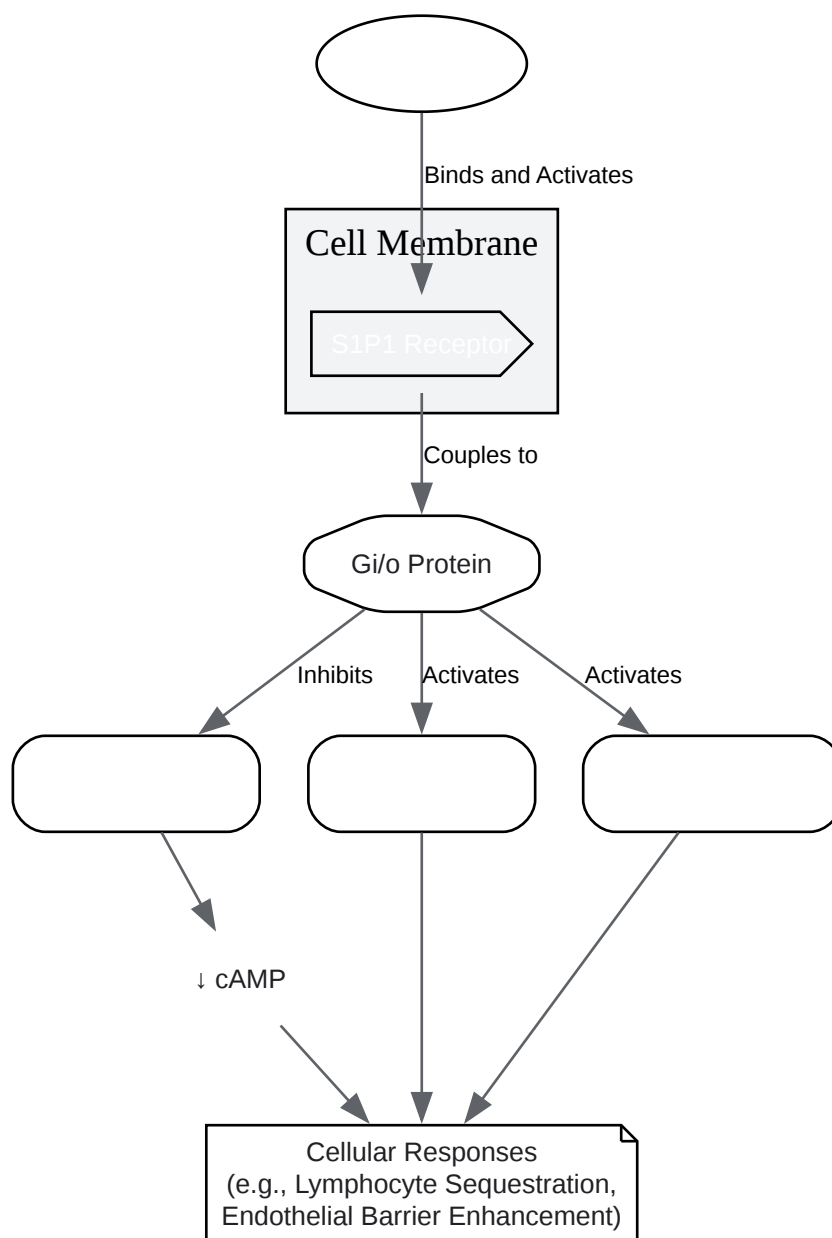 Binds and Activates
Cell Membrane
S1P1 Receptor
Couples to
Gi/o Protein
Inhibits
Activates
Activates
↓ cAMP
Cellular Responses
(e.g., Lymphocyte Sequestration,
Endothelial Barrier Enhancement)